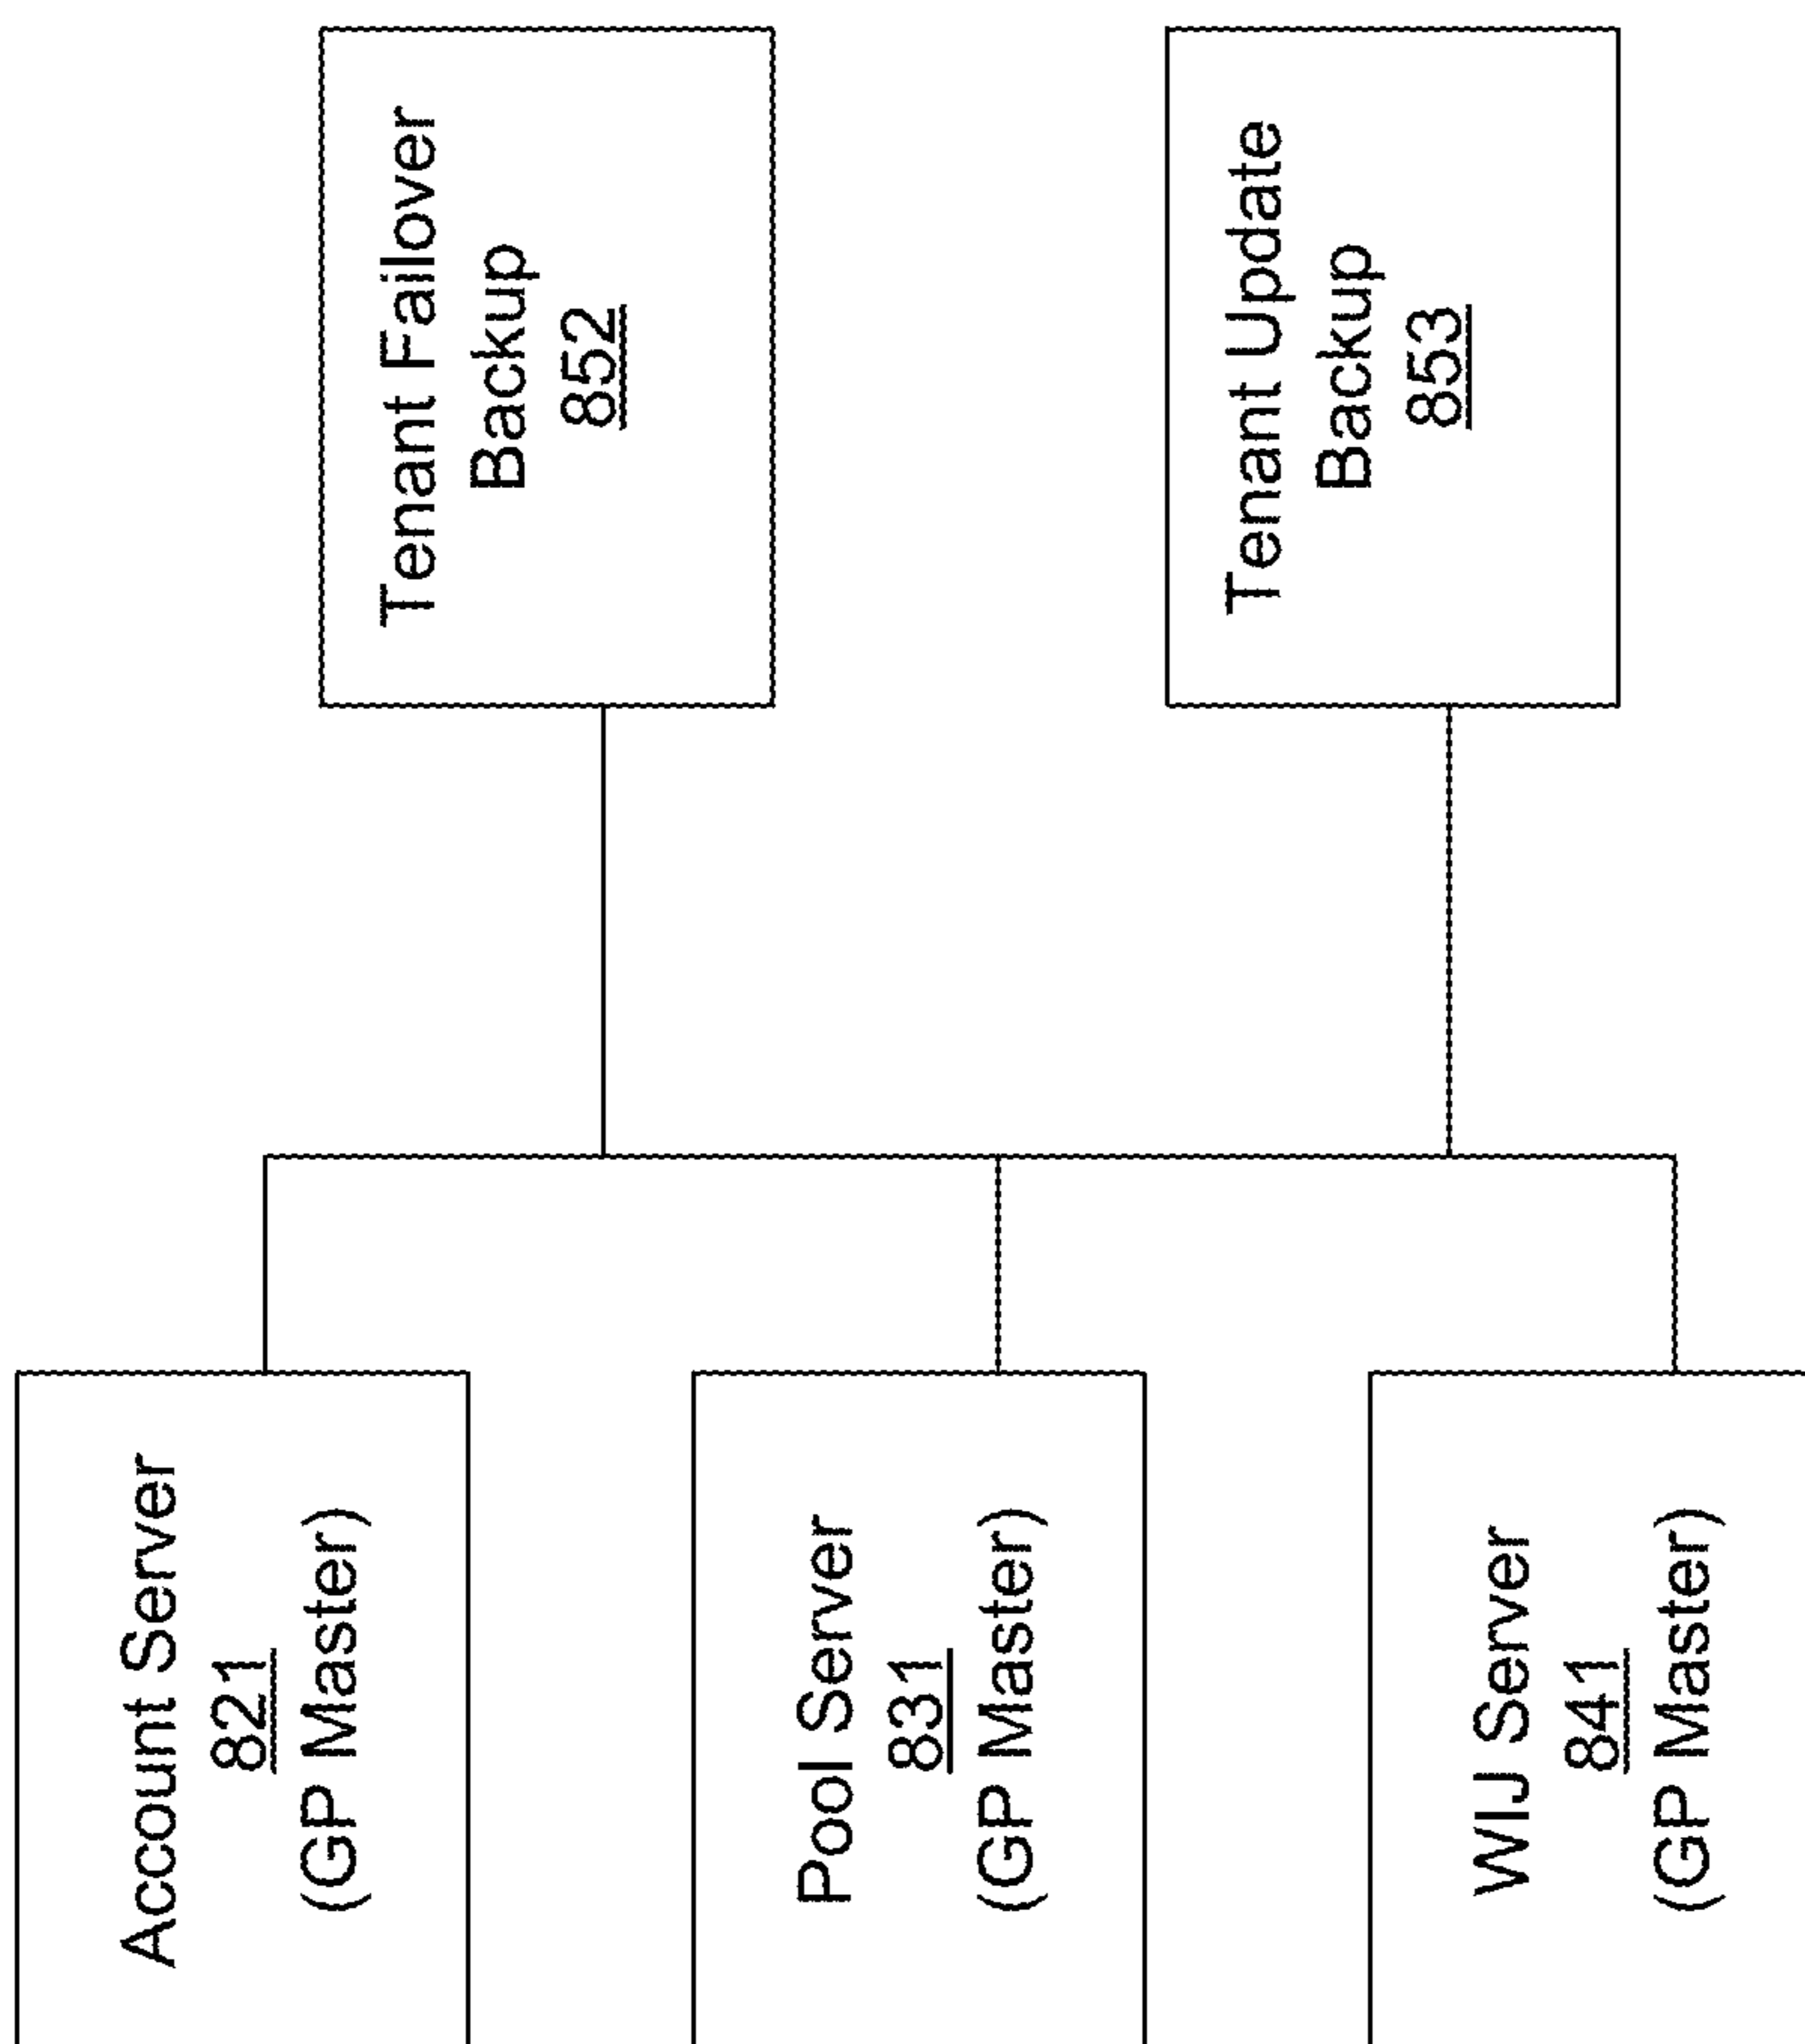 Tenant Failover
Backup
852
Tenant Update
Backup
853
Account Server
821
(GP Master)
Pool Server
831
(GP Master)
WIJ Server
841
(GP Master)